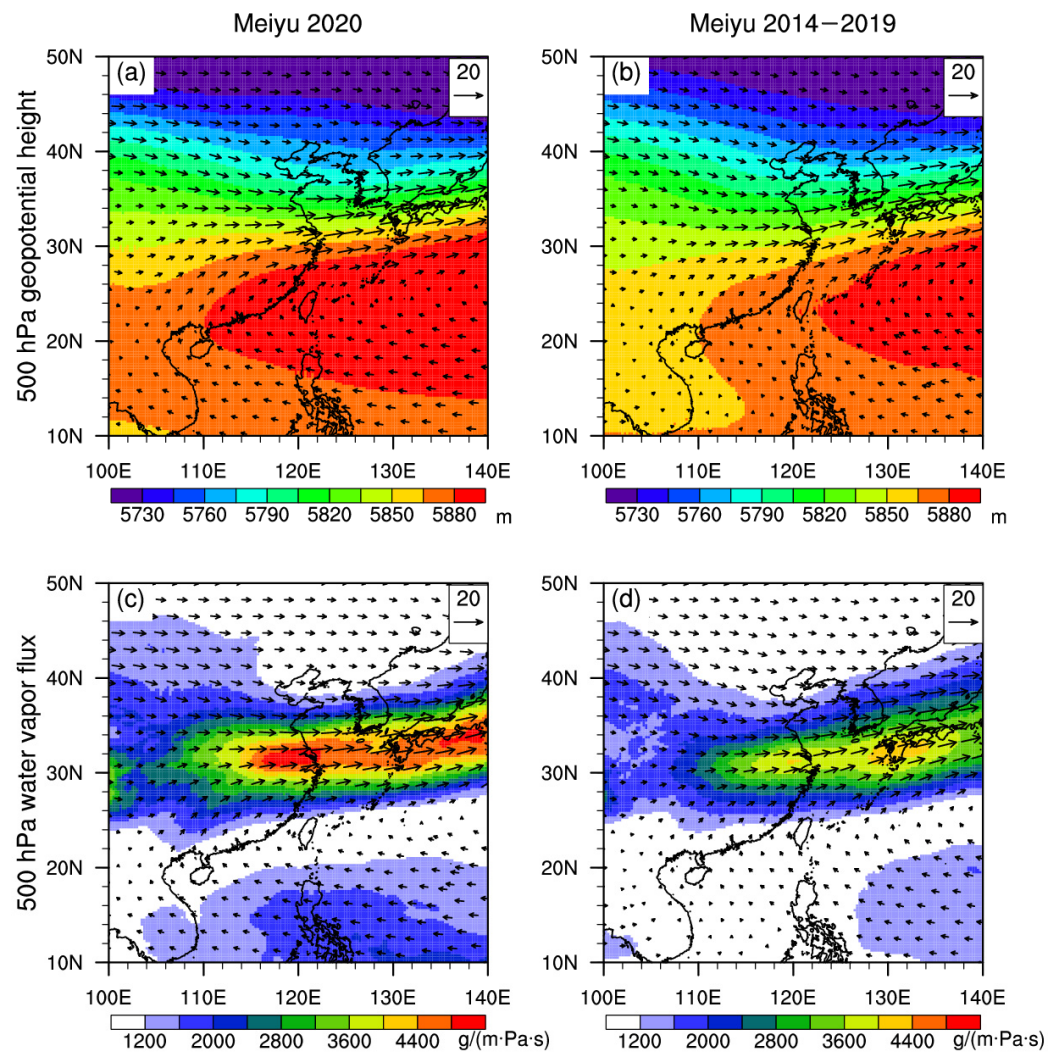 Meiyu 2020
Meiyu 2014−2019
500 hPa geopotential height
(a)
20
50N
40N
30N
20N
10N
100E 110E 120E 130E 140E
5730 5760 5790 5820 5850 5880 m
(b)
20
50N
40N
30N
20N
10N
100E 110E 120E 130E 140E
5730 5760 5790 5820 5850 5880 m
500 hPa water vapor flux
(c)
20
50N
40N
30N
20N
10N
100E 110E 120E 130E 140E
1200 2000 2800 3600 4400 g/(m·Pa·s)
(d)
20
50N
40N
30N
20N
10N
100E 110E 120E 130E 140E
1200 2000 2800 3600 4400 g/(m·Pa·s)